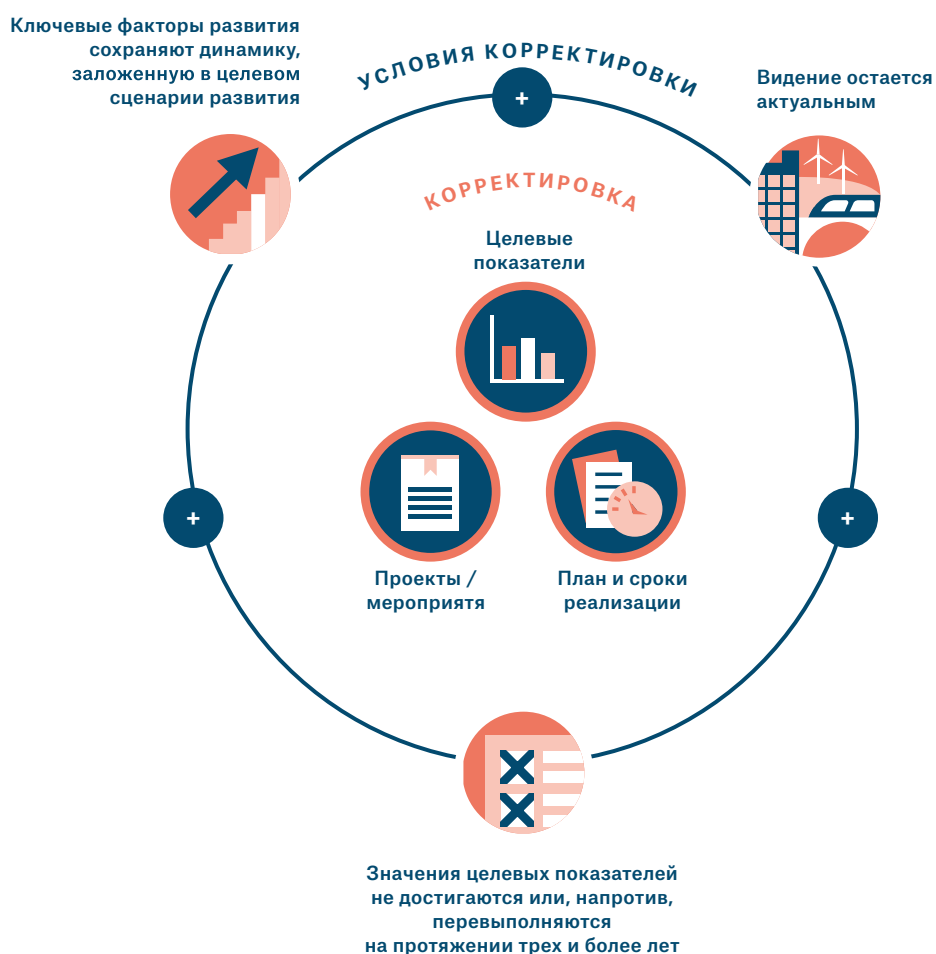 Ключевые факторы развития
сохраняют динамику,
заложенную в целевом
сценарии развития
УСЛОВИЯ КОРРЕКТИРОВКИ
Видение остается
актуальным
+
КОРРЕКТИРОВКА
Целевые
показатели
+
+
Проекты /
мероприятя
План и сроки
реализации
Значения целевых показателей
не достигаются или, напротив,
перевыполняются
на протяжении трех и более лет